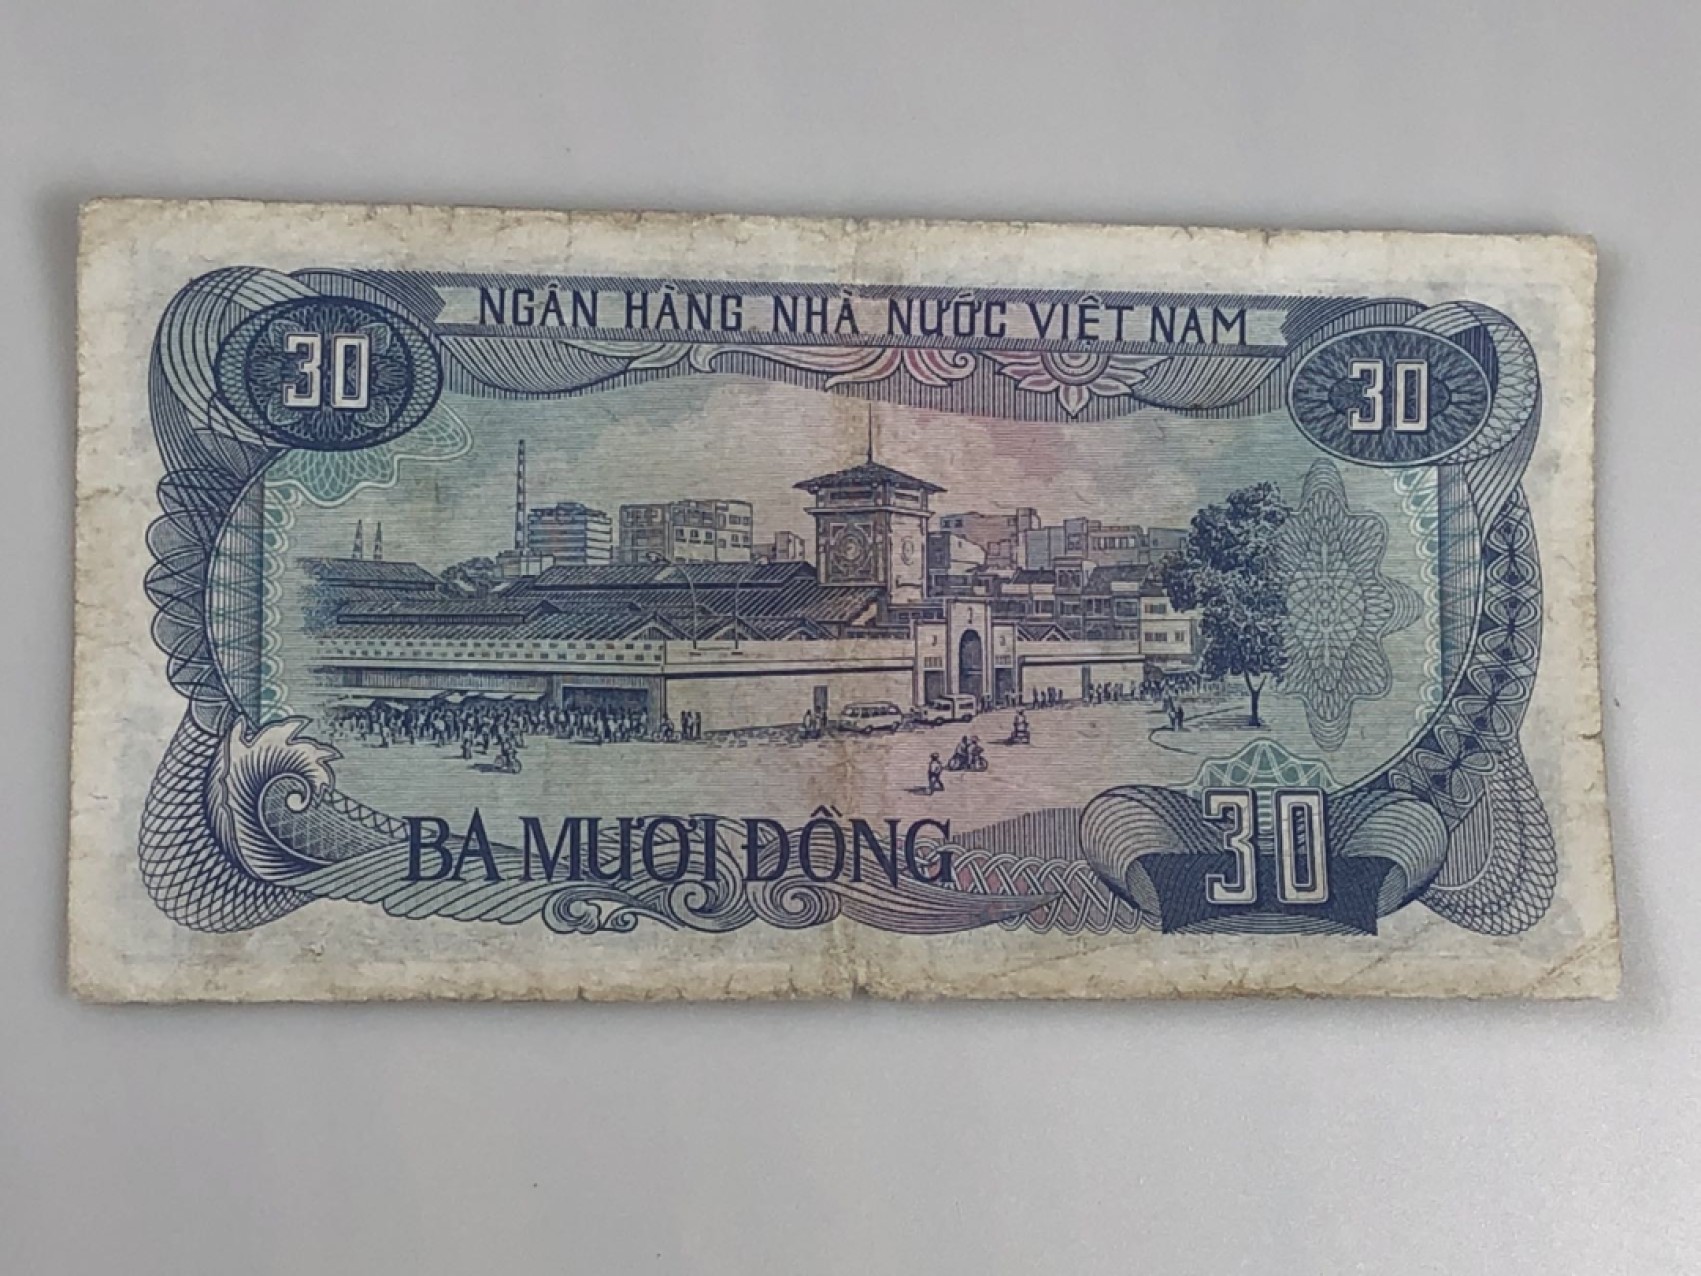 NGÂN HÀNG NHÀ NƯỚC VIỆT NAM
30
30
BA MƯƠI ĐỒNG
30